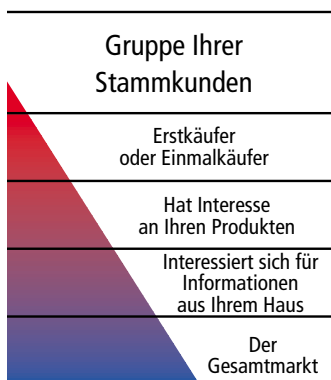 Gruppe Ihrer
Stammkunden
Erstkäufer
oder Einmalkäufer
Hat Interesse
an Ihren Produkten
Interessiert sich für
Informationen
aus Ihrem Haus
Der
Gesamtmarkt